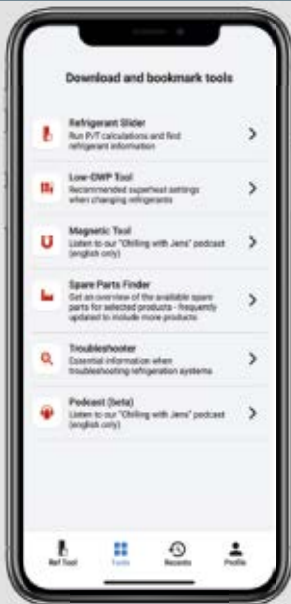 Download and bookmark tools
Refrigerant Slider
Run P/T calculations and find
refrigerant information
Low-GWP Tool
Recommended superheat settings
when changing refrigerants
Magnetic Tool
Listen to our "Chilling with Jens" podcast
(english only)
Spare Parts Finder
Get an overview of the available spare
parts for selected products - frequently
updated to include more products
Troubleshooter
Essential information when
troubleshooting refrigeration systems
Podcast (beta)
Listen to our "Chilling with Jens" podcast
(english only)
Ref Tool
Tools
Recents
Profile